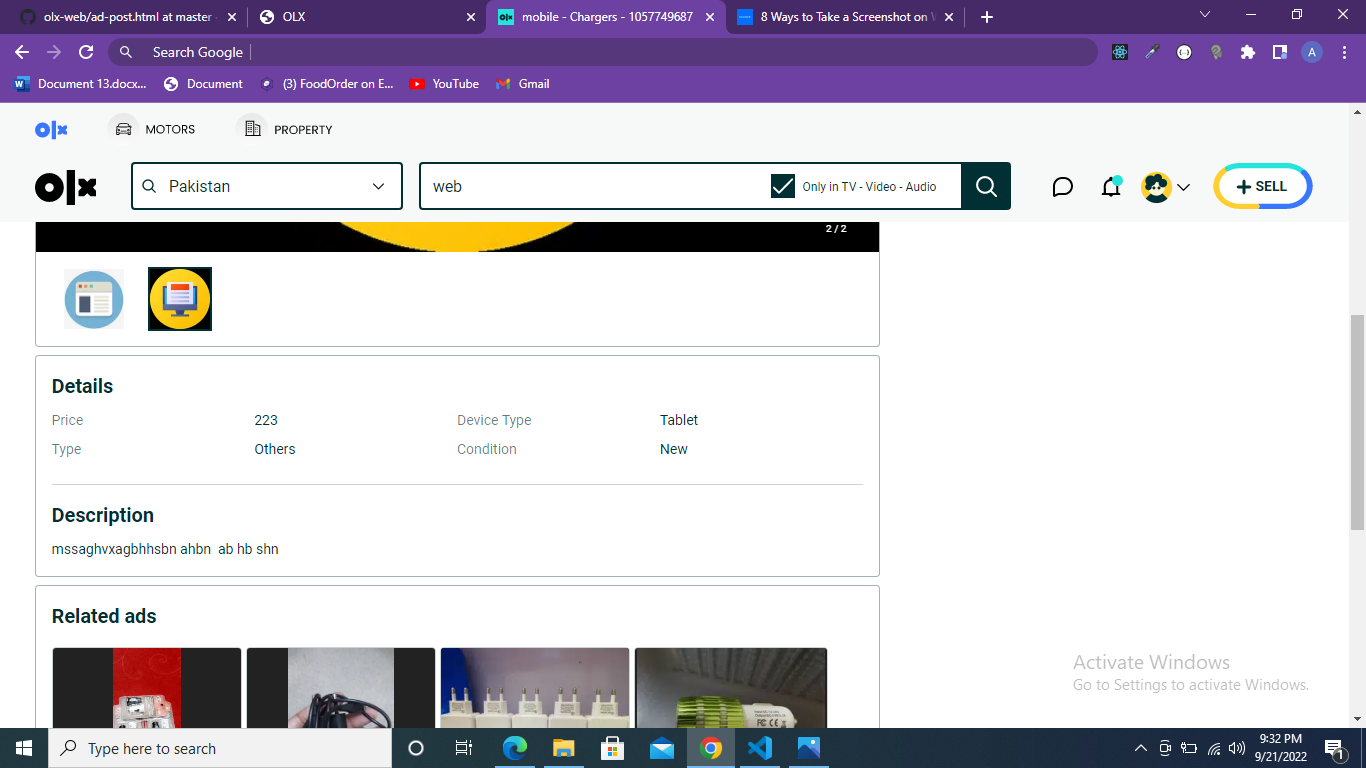 olx-web/ad-post.html at master
OLX
mobile - Chargers - 1057749687
8 Ways to Take a Screenshot on
Search Google
A
Document 13.docx...
Document
(3) FoodOrder on E...
YouTube
Gmail
olx
MOTORS
PROPERTY
olx
Pakistan
web
Only in TV - Video - Audio
SELL
2 / 2
Details
Price 223 Device Type Tablet
Type Others Condition New
Description
mssaghvxagbhhsbn ahbn  ab hb shn
Related ads
Activate Windows
Go to Settings to activate Windows.
Type here to search
9:32 PM
9/21/2022
1